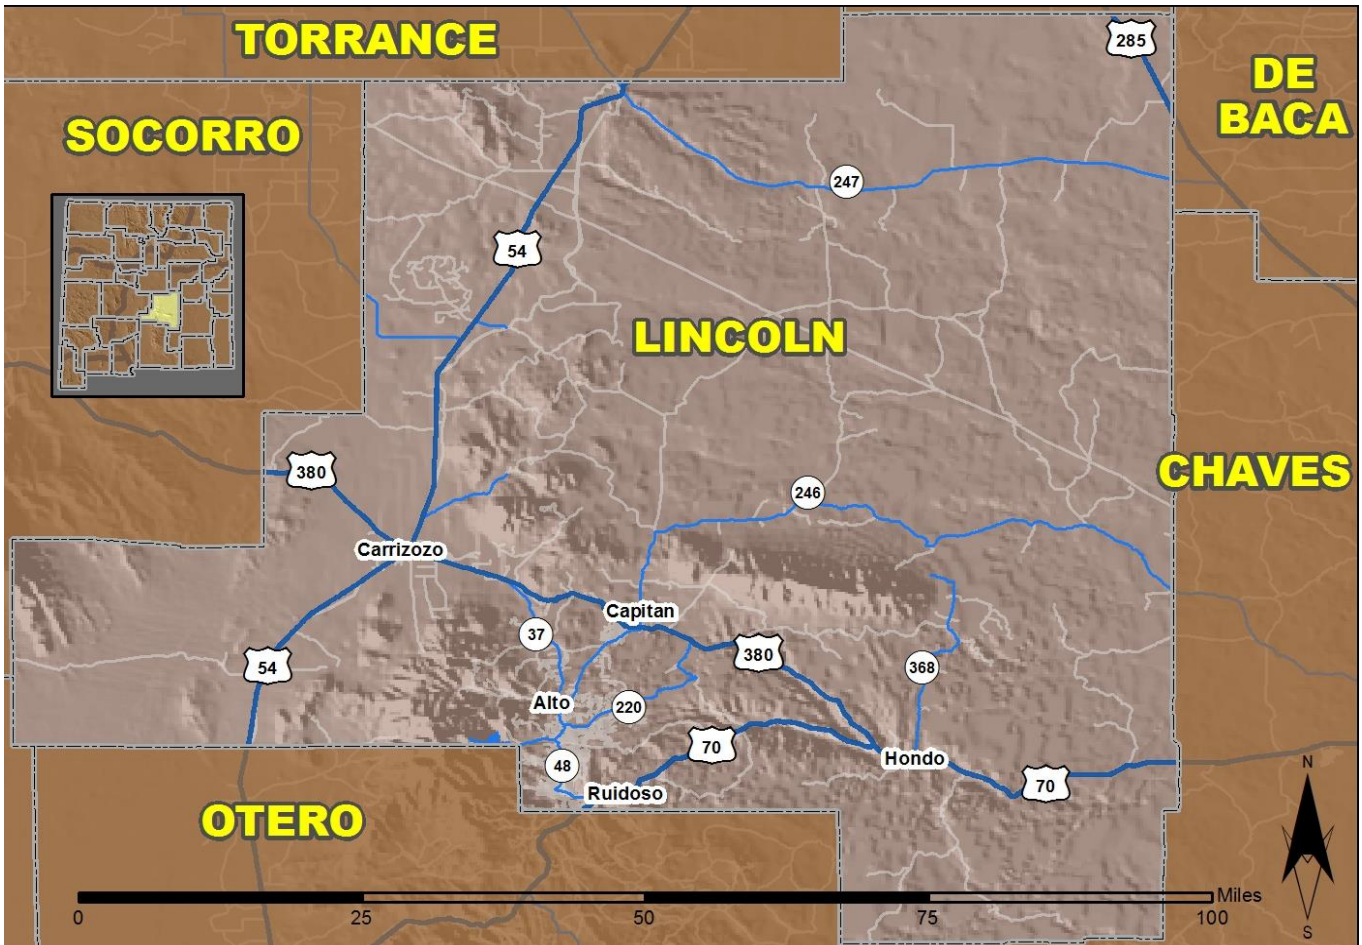 TORRANCE
285
DE
BACA
SOCORRO
247
54
LINCOLN
380
CHAVES
246
Carrizozo
Capitan
37
380
54
368
Alto
220
70
Hondo
48
70
Ruidoso
N
OTERO
Miles
0 25 50 75 100
S